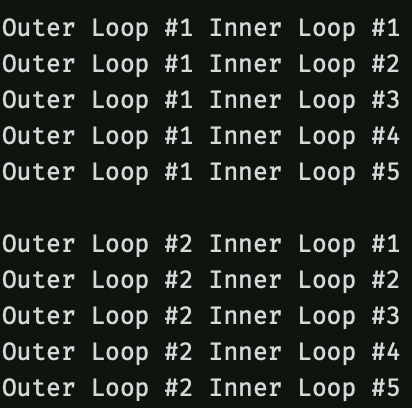 Outer Loop #1 Inner Loop #1
Outer Loop #1 Inner Loop #2
Outer Loop #1 Inner Loop #3
Outer Loop #1 Inner Loop #4
Outer Loop #1 Inner Loop #5

Outer Loop #2 Inner Loop #1
Outer Loop #2 Inner Loop #2
Outer Loop #2 Inner Loop #3
Outer Loop #2 Inner Loop #4
Outer Loop #2 Inner Loop #5